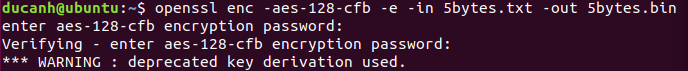 ducanh@ubuntu:~$ openssl enc -aes-128-cfb -e -in 5bytes.txt -out 5bytes.bin
enter aes-128-cfb encryption password:
Verifying - enter aes-128-cfb encryption password:
*** WARNING : deprecated key derivation used.